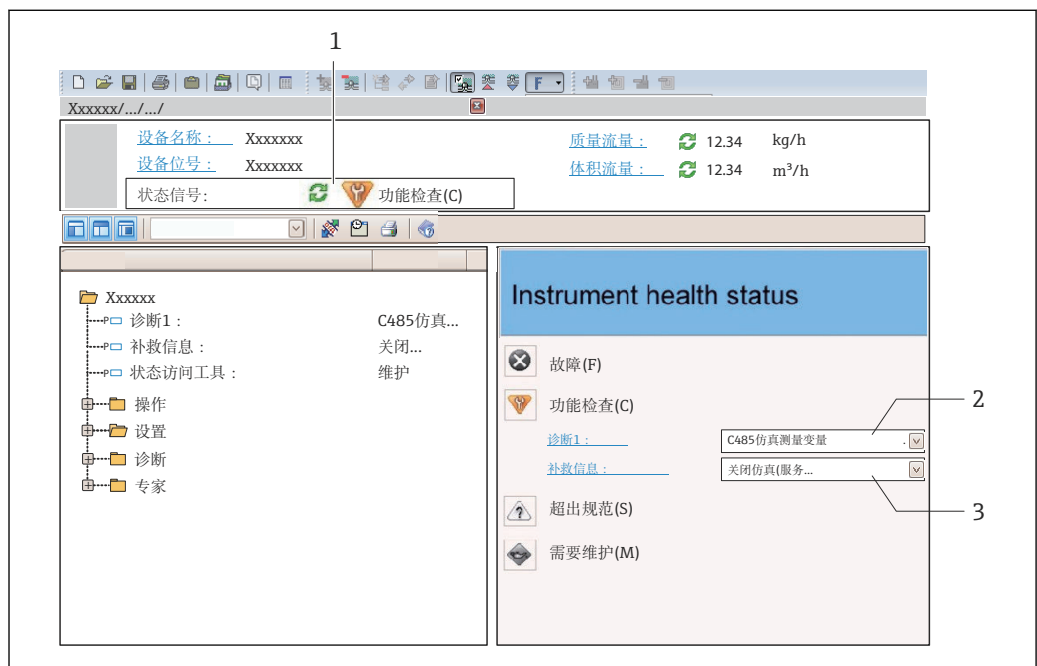 1
F
Xxxxxx/.../.../
设备名称： Xxxxxxx
质量流量： 12.34 kg/h
设备位号： Xxxxxxx
体积流量： 12.34 m³/h
状态信号: 功能检查(C)
Xxxxxx
诊断1： C485仿真...
补救信息： 关闭...
状态访问工具： 维护
操作
设置
诊断
专家
Instrument health status
故障(F)
功能检查(C)
2
诊断1： C485仿真测量变量 .
补救信息： 关闭仿真(服务...
超出规范(S)
3
需要维护(M)